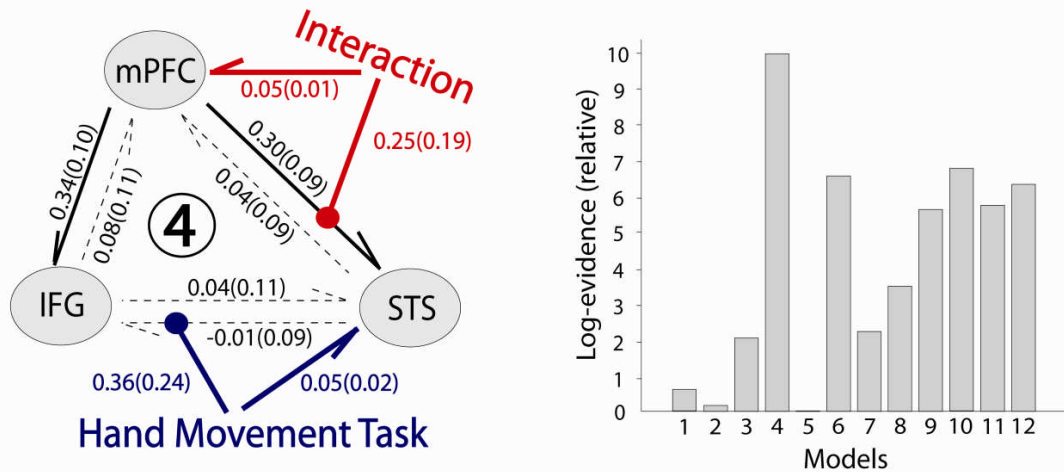 Interaction
mPFC
0.05(0.01)
0.25(0.19)
0.30(0.09)
0.34(0.10)
0.08(0.11)
0.04(0.09)
4
IFG
STS
0.04(0.11)
-0.01(0.09)
0.36(0.24)
0.05(0.02)
Hand Movement Task
Log-evidence (relative)
10
9
8
7
6
5
4
3
2
1
0
1 2 3 4 5 6 7 8 9 10 11 12
Models